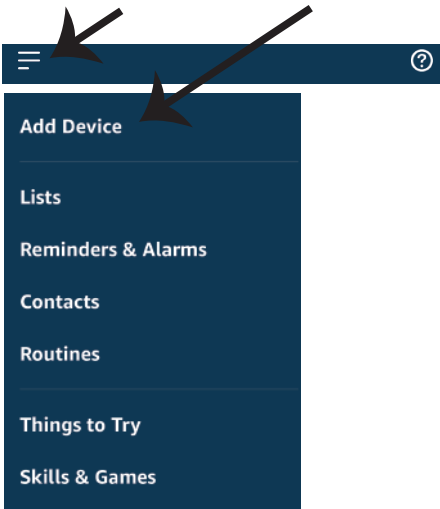 ?
Add Device
Lists
Reminders & Alarms
Contacts
Routines
Things to Try
Skills & Games